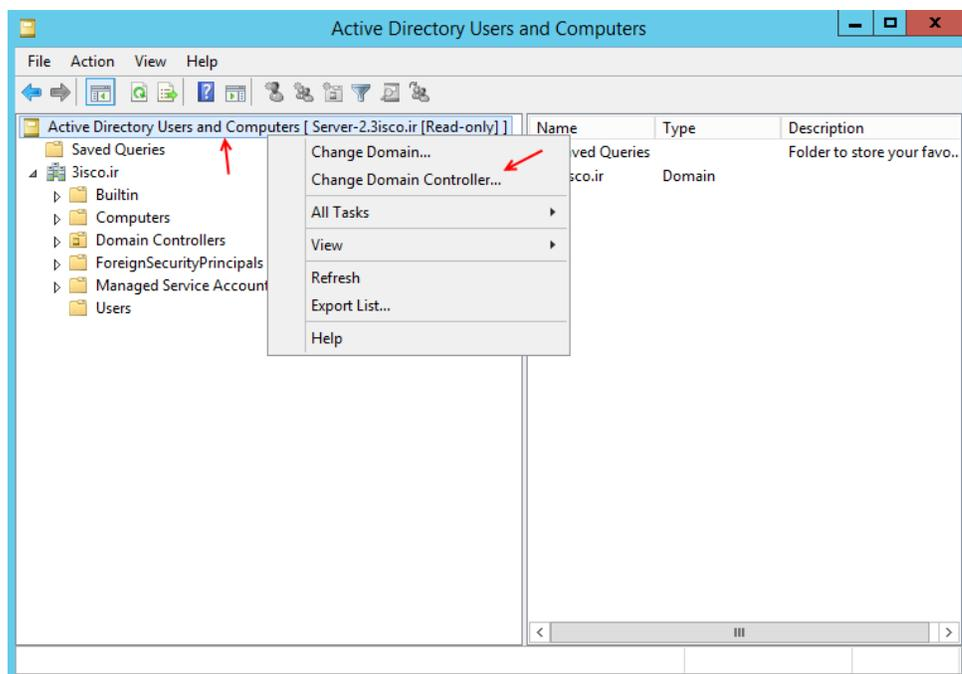 Active Directory Users and Computers
File Action View Help
Active Directory Users and Computers [ Server-2.3isco.ir [Read-only] ]
Saved Queries
3isco.ir
Builtin
Computers
Domain Controllers
ForeignSecurityPrincipals
Managed Service Account
Users
Change Domain...
Change Domain Controller...
All Tasks
View
Refresh
Export List...
Help
Name Type Description
ved Queries Folder to store your favo...
sco.ir Domain